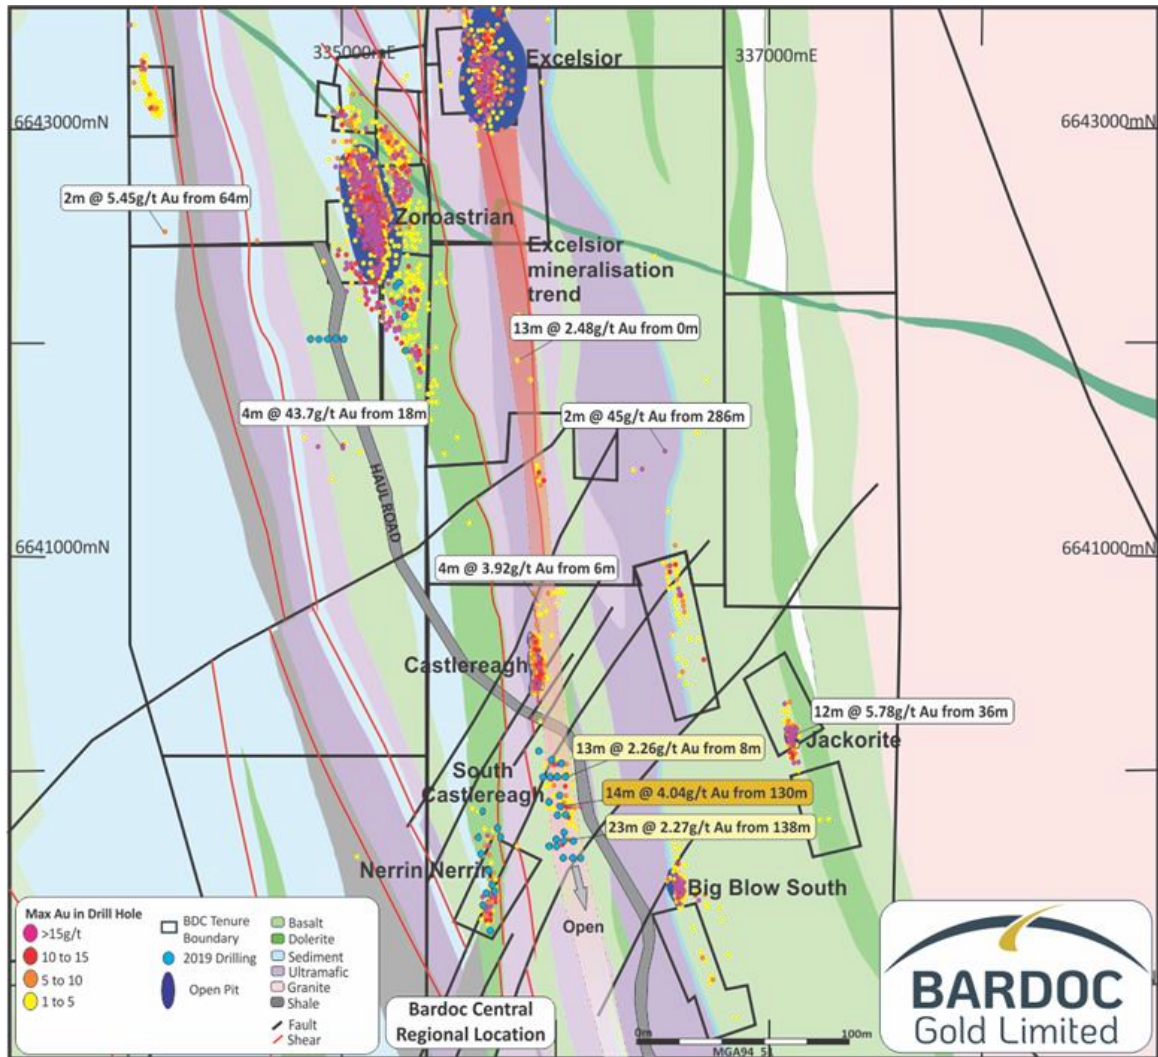 Excelsior
335000mE
337000mE
6643000mN
6643000mN
2m @ 5.45g/t Au from 64m
Zoroastrian
Excelsior
mineralisation
trend
13m @ 2.48g/t Au from 0m
4m @ 43.7g/t Au from 18m
2m @ 45g/t Au from 286m
HAUL ROAD
6641000mN
6641000mN
4m @ 3.92g/t Au from 6m
Castlereagh
12m @ 5.78g/t Au from 36m
Jackorite
13m @ 2.26g/t Au from 8m
South
Castlereagh
14m @ 4.04g/t Au from 130m
23m @ 2.27g/t Au from 138m
Nerrin Nerrin
Big Blow South
Open
Max Au in Drill Hole
>15g/t
10 to 15
5 to 10
1 to 5
BDC Tenure
Boundary
2019 Drilling
Open Pit
Basalt
Dolerite
Sediment
Ultramafic
Granite
Shale
Fault
Shear
Bardoc Central
Regional Location
0m
100m
MGA94_51
BARDOC
Gold Limited